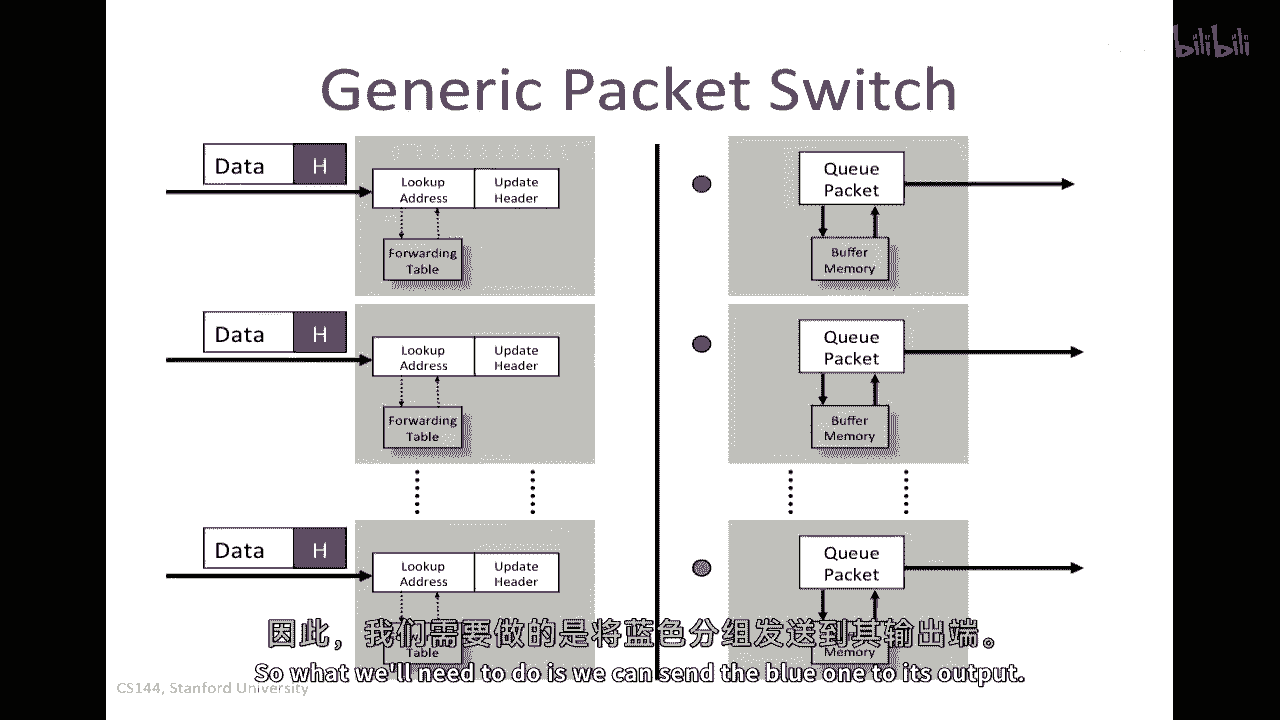 bilibili
Generic Packet Switch
Data H
Lookup
Address
Update
Header
Forwarding
Table
Queue
Packet
Buffer
Memory
Data H
Lookup
Address
Update
Header
Forwarding
Table
Queue
Packet
Buffer
Memory
Data H
Lookup
Address
Update
Header
Table
Queue
Packet
Memory
因此，我们需要做的是将蓝色分组发送到其输出端。
So what we'll need to do is we can send the blue one to its output.
CS144, Stanford University